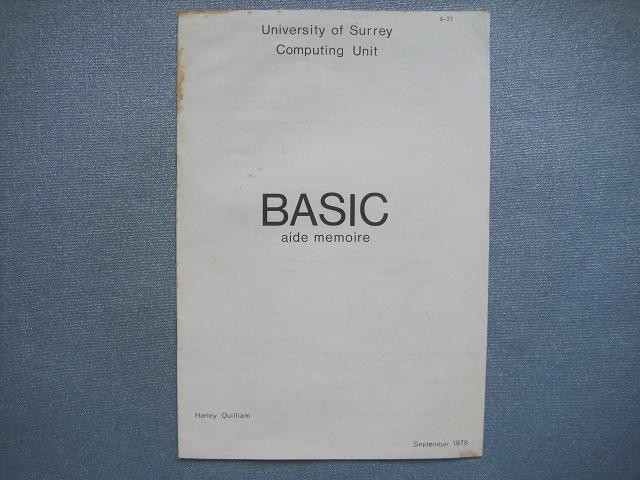 6-21
University of Surrey
Computing Unit
BASIC
aide memoire
Harley Quilliam
September 1978